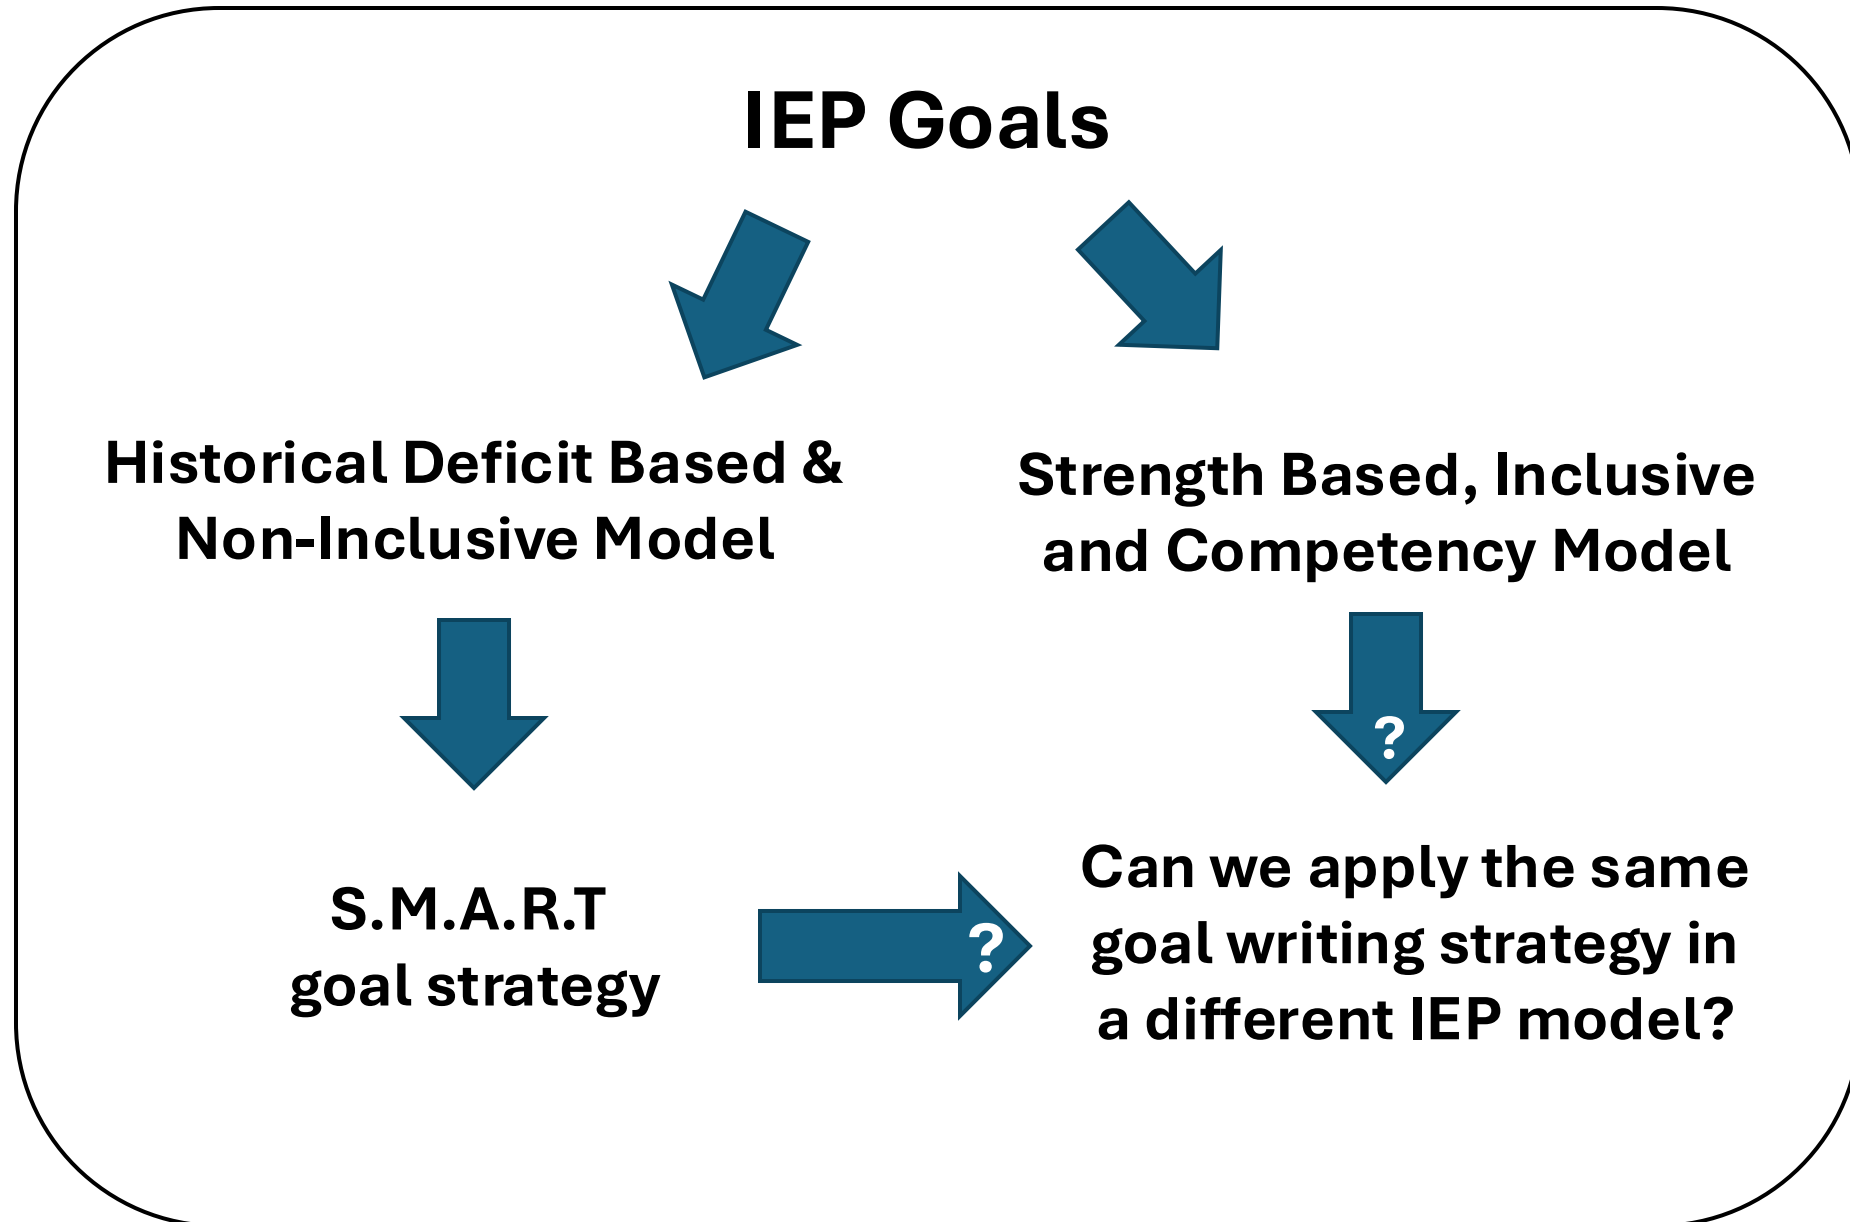 IEP Goals
Historical Deficit Based &
Non-Inclusive Model
Strength Based, Inclusive
and Competency Model
?
S.M.A.R.T
goal strategy
?
Can we apply the same
goal writing strategy in
a different IEP model?